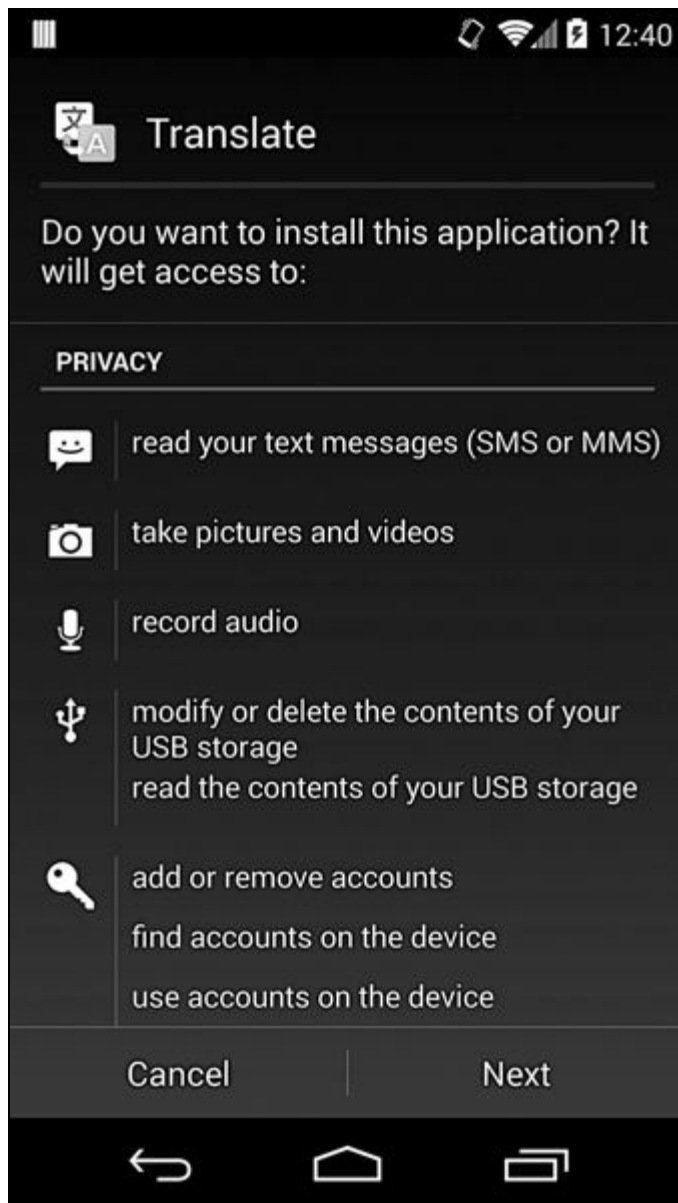 12:40
文
A
Translate
Do you want to install this application? It
will get access to:
PRIVACY
read your text messages (SMS or MMS)
take pictures and videos
record audio
modify or delete the contents of your
USB storage
read the contents of your USB storage
add or remove accounts
find accounts on the device
use accounts on the device
Cancel
Next